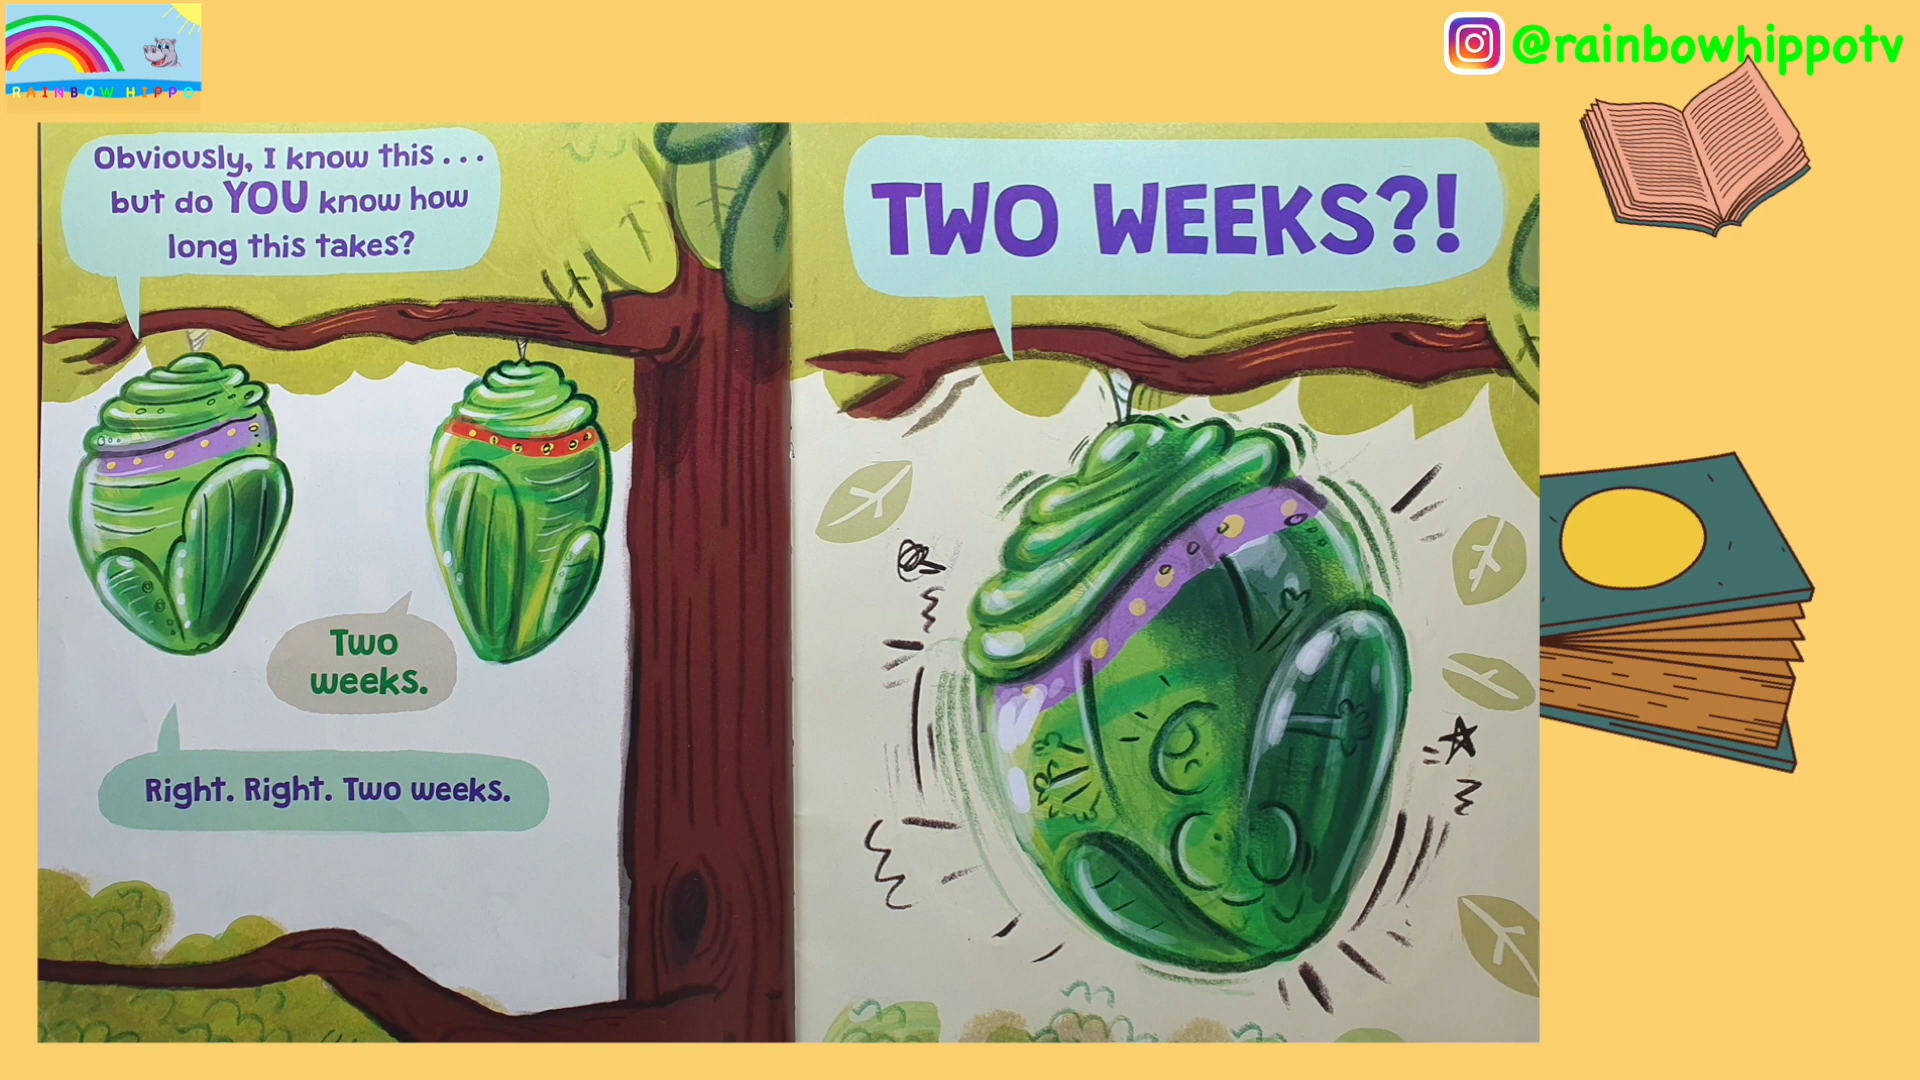 RAINBOW HIPPO
@rainbowhippotv
Obviously, I know this...
but do YOU know how
long this takes?
Two
weeks.
Right. Right. Two weeks.
TWO WEEKS?!